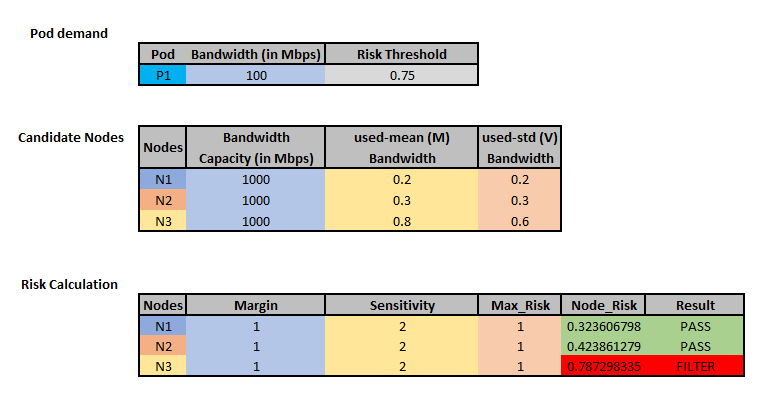 Pod demand
Pod Bandwidth (in Mbps) Risk Threshold
P1 100 0.75
Candidate Nodes
Nodes Bandwidth Capacity (in Mbps) used-mean (M) Bandwidth used-std (V) Bandwidth
N1 1000 0.2 0.2
N2 1000 0.3 0.3
N3 1000 0.8 0.6
Risk Calculation
Nodes Margin Sensitivity Max_Risk Node_Risk Result
N1 1 2 1 0.323606798 PASS
N2 1 2 1 0.423861279 PASS
N3 1 2 1 0.787298335 FILTER